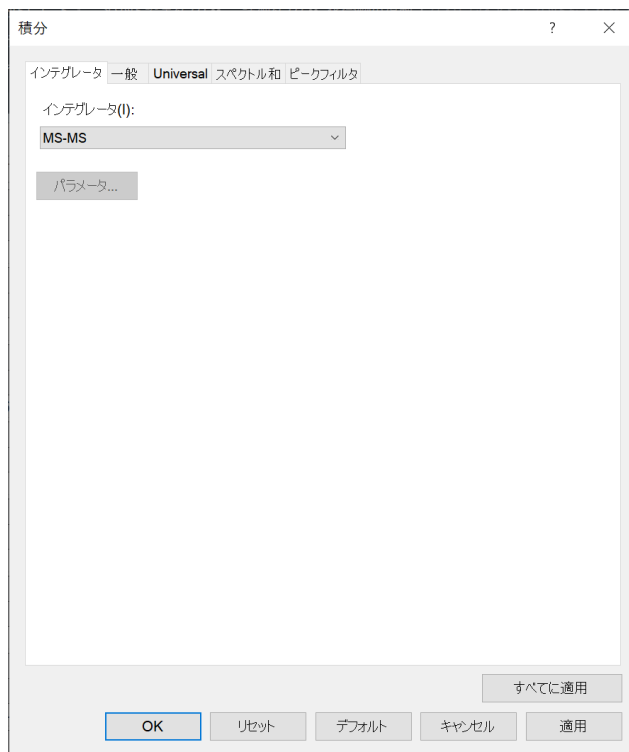 積分
インテグレータ 一般 Universal スペクトル和 ピークフィルタ
インテグレータ(I):
MS-MS
パラメータ...
すべてに適用
OK リセット デフォルト キャンセル 適用